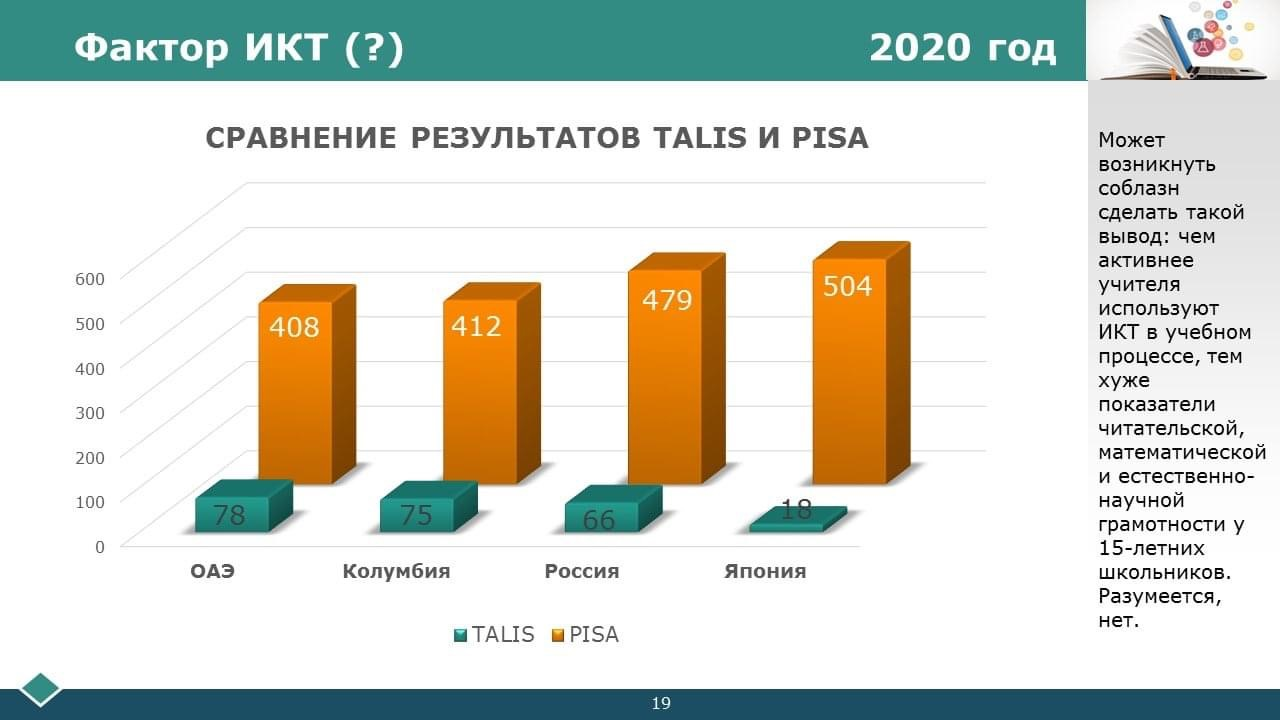 Фактор ИКТ (?)
2020 год
СРАВНЕНИЕ РЕЗУЛЬТАТОВ TALIS И PISA
600
500
400
300
200
100
0
408
412
479
504
78
75
66
18
ОАЭ
Колумбия
Россия
Япония
TALIS
PISA
Может
возникнуть
соблазн
сделать такой
вывод: чем
активнее
учителя
используют
ИКТ в учебном
процессе, тем
хуже
показатели
читательской,
математической
и естественно-
научной
грамотности у
15-летних
школьников.
Разумеется,
нет.
19